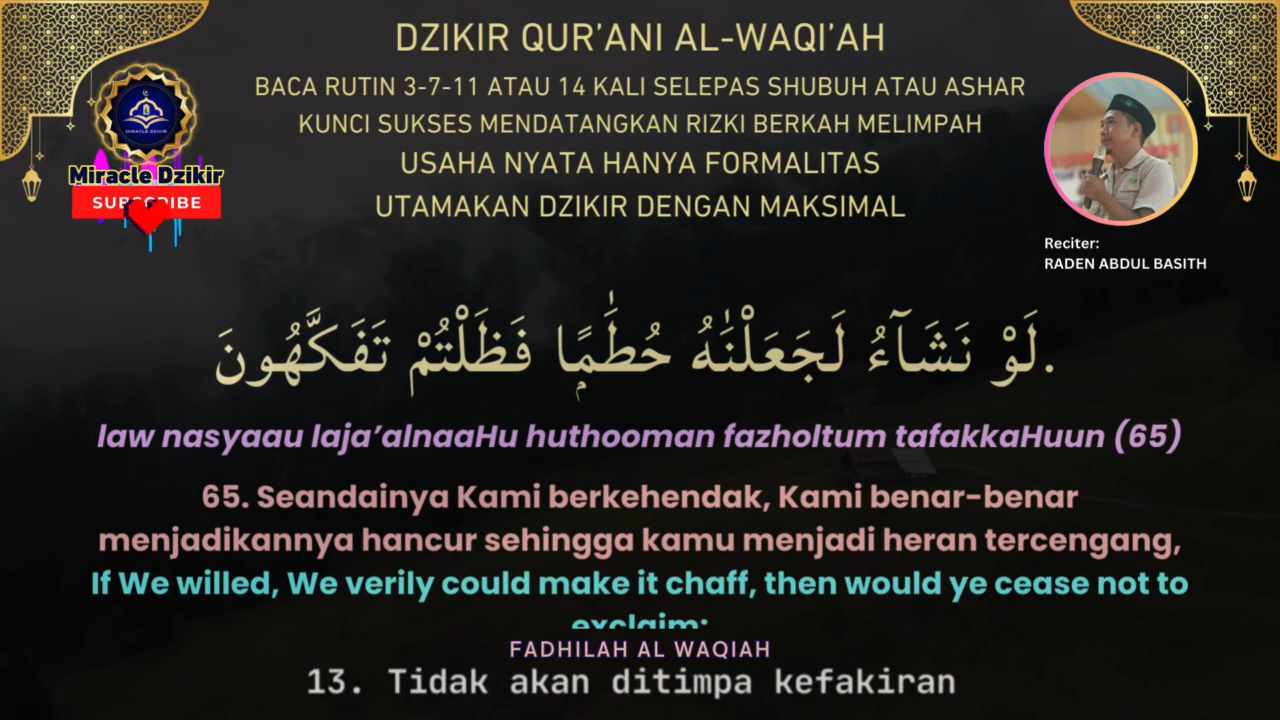 DZIKIR QUR'ANI AL-WAQI'AH
BACA RUTIN 3-7-11 ATAU 14 KALI SELEPAS SHUBUH ATAU ASHAR
KUNCI SUKSES MENDATANGKAN RIZKI BERKAH MELIMPAH
USAHA NYATA HANYA FORMALITAS
UTAMAKAN DZIKIR DENGAN MAKSIMAL
MIRACLE DZIKIR
Miracle Dzikir
SUBSCRIBE
Reciter:
RADEN ABDUL BASITH
لَوْ نَشَآءُ لَجَعَلْنَٰهُ حُطَٰمًۭا فَظَلْتُمْ تَفَكَّهُونَ.
law nasyaau laja'alnaaHu huthooman fazholtum tafakkaHuun (65)
65. Seandainya Kami berkehendak, Kami benar-benar
menjadikannya hancur sehingga kamu menjadi heran tercengang,
If We willed, We verily could make it chaff, then would ye cease not to
exclaim:
FADHILAH AL WAQIAH
13. Tidak akan ditimpa kefakiran